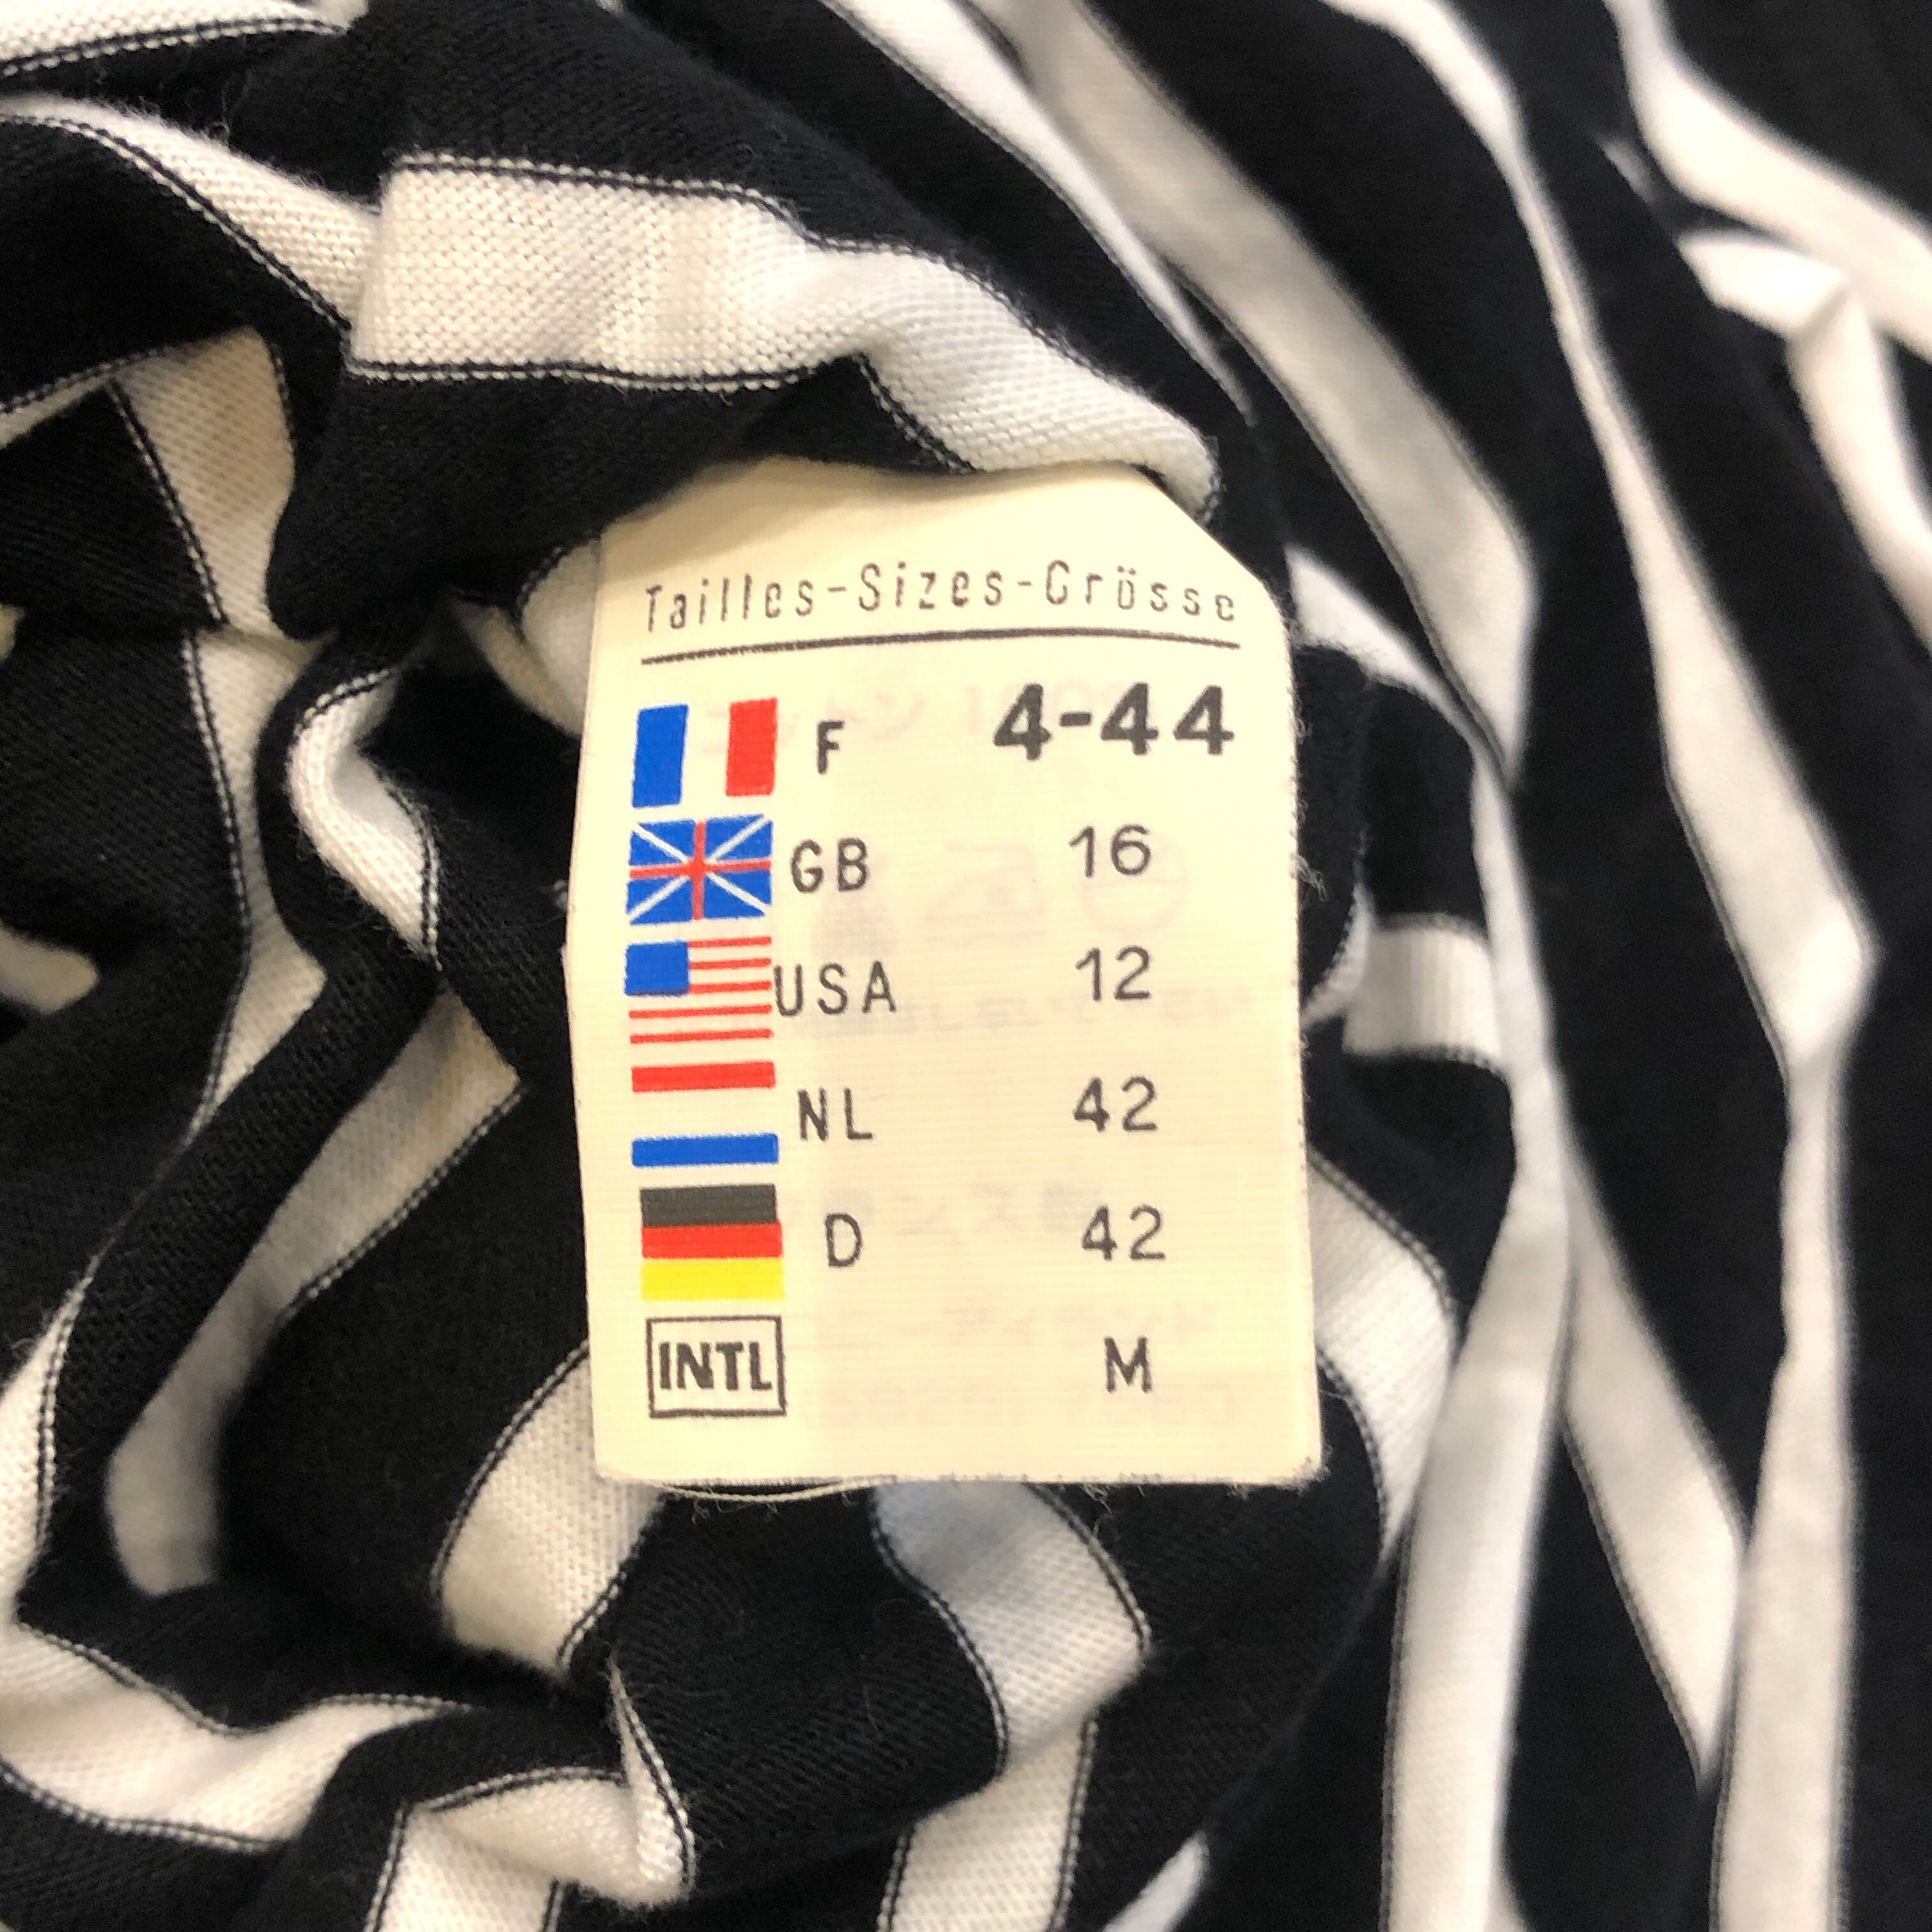 Tailles-Sizes-Grösse
F 4-44
GB 16
USA 12
NL 42
D 42
INTL M